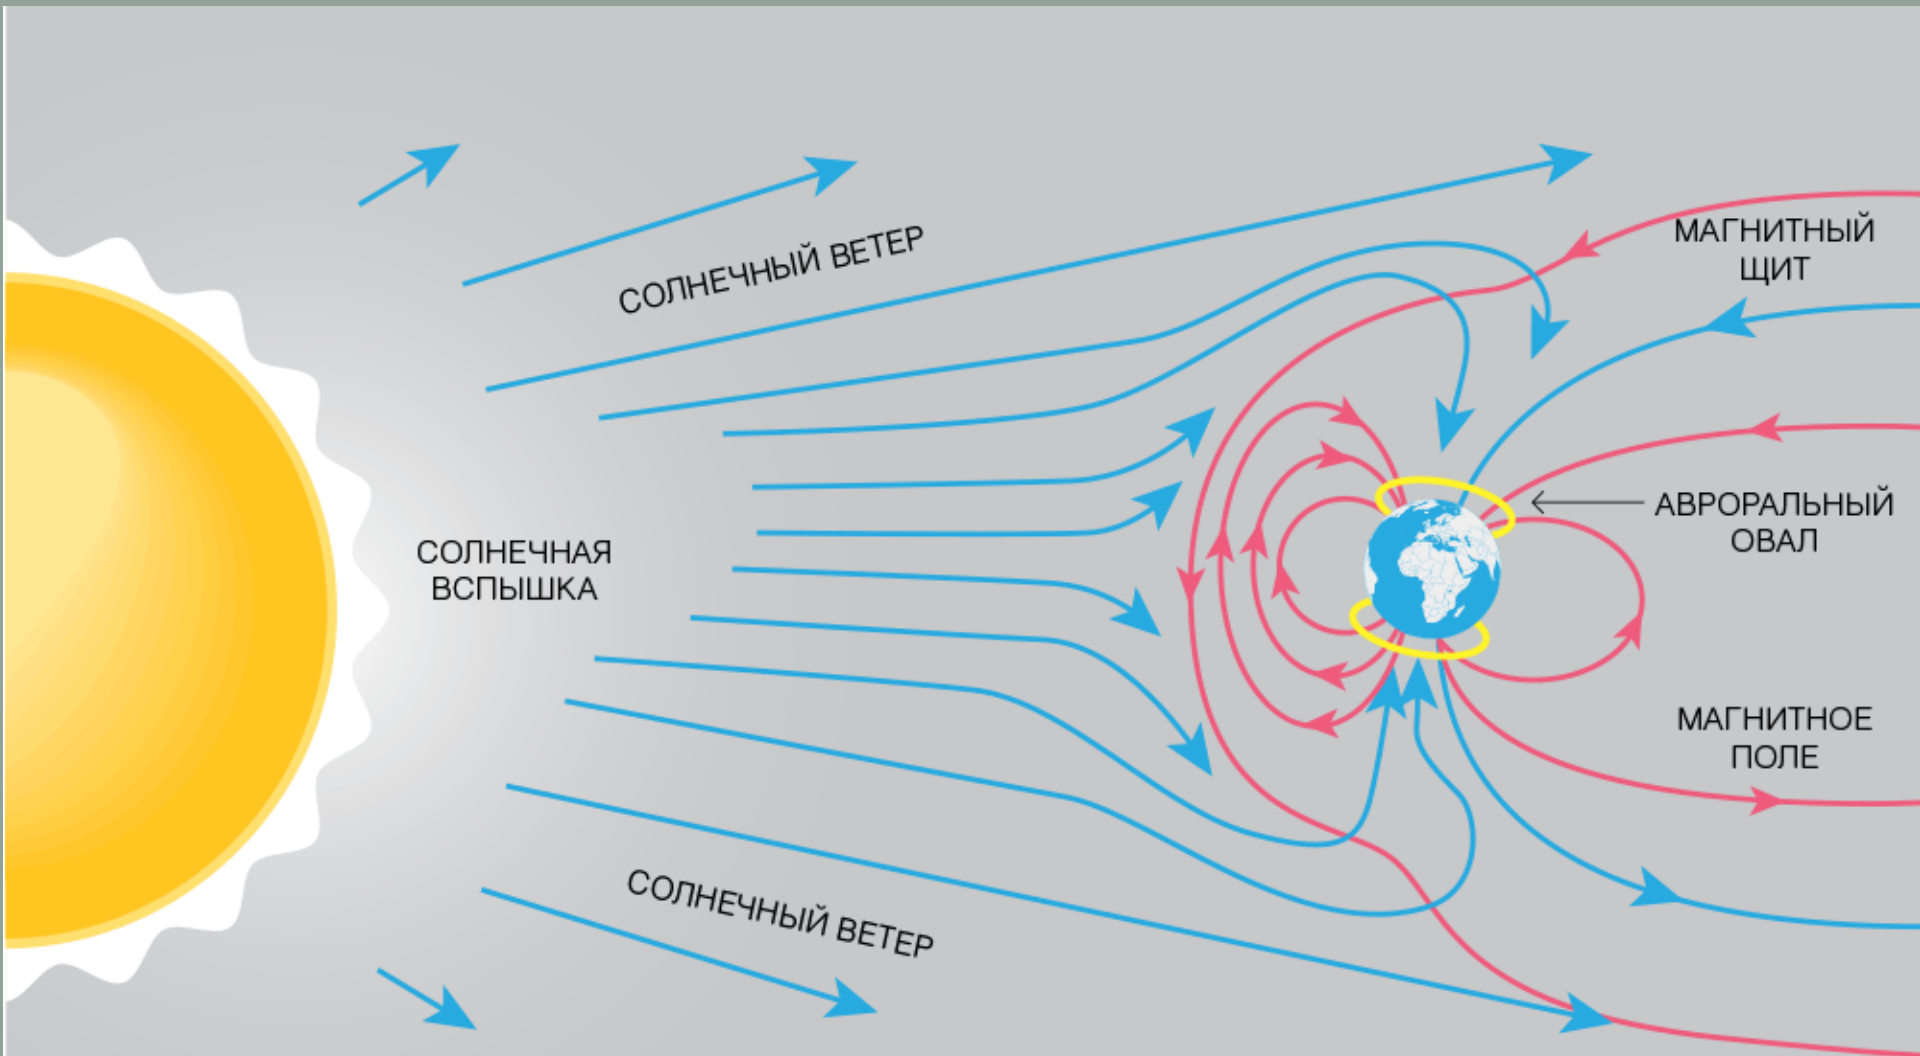 СОЛНЕЧНЫЙ ВЕТЕР
МАГНИТНЫЙ
ЩИТ
СОЛНЕЧНАЯ
ВСПЫШКА
АВРОРАЛЬНЫЙ
ОВАЛ
МАГНИТНОЕ
ПОЛЕ
СОЛНЕЧНЫЙ ВЕТЕР